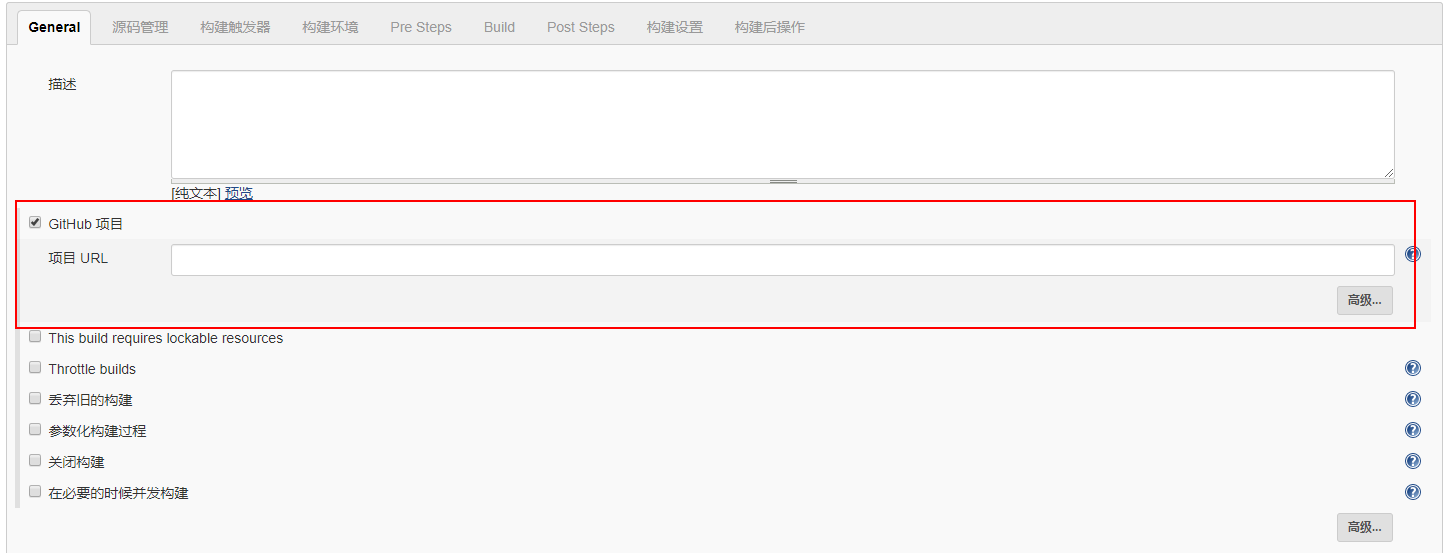 General 源码管理 构建触发器 构建环境 Pre Steps Build Post Steps 构建设置 构建后操作
描述
[纯文本] 预览
GitHub 项目
项目 URL
?
高级...
This build requires lockable resources
Throttle builds ?
丢弃旧的构建 ?
参数化构建过程 ?
关闭构建 ?
在必要的时候并发构建 ?
高级...